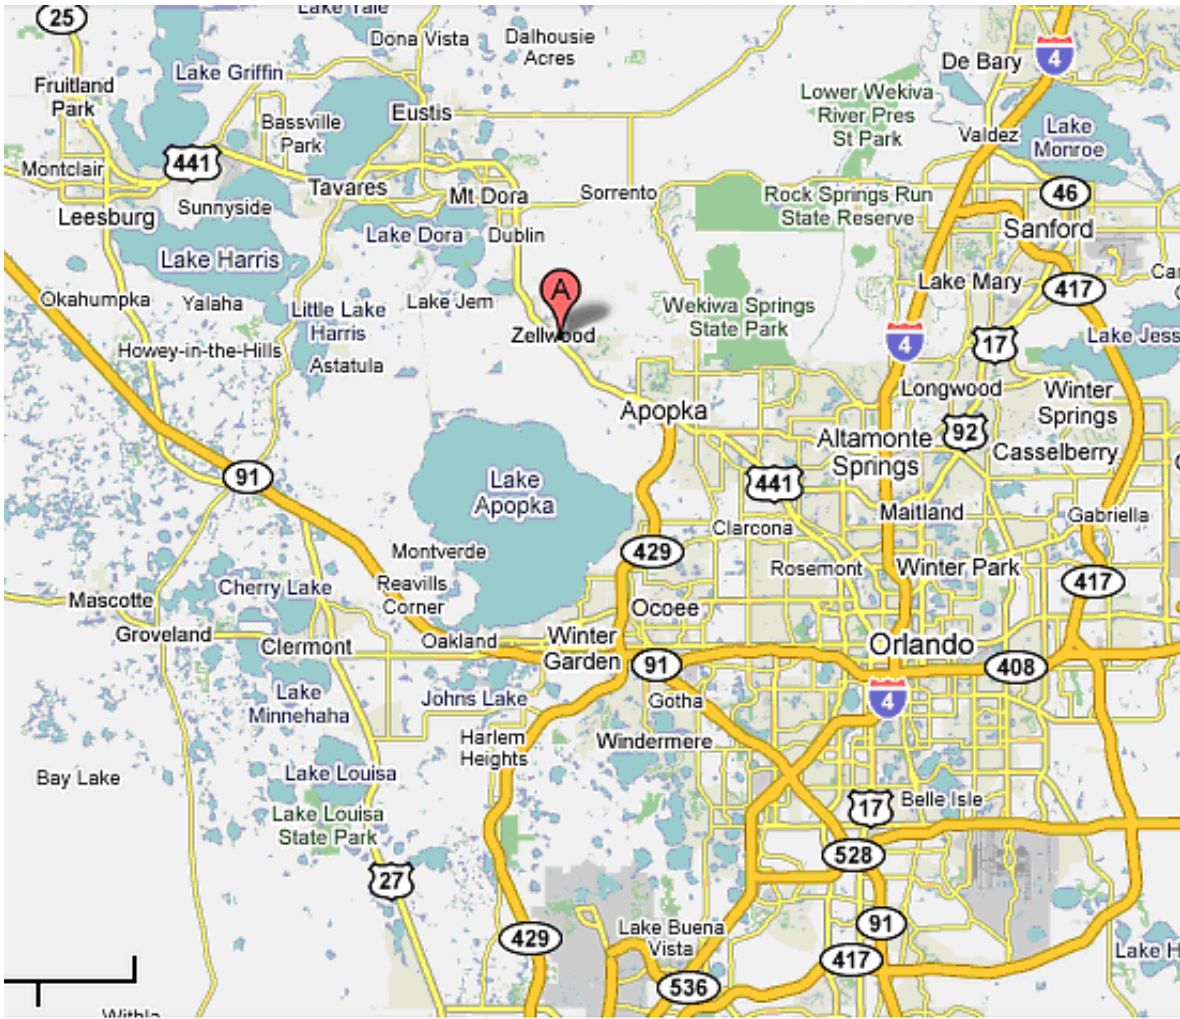 Lake Yale
25
Dona Vista
Dalhousie
Acres
4
De Bary
Lake Griffin
Fruitland
Park
Eustis
Lower Wekiva
River Pres
St Park
Bassville
Park
Valdez
Lake
Monroe
Montclair
441
Tavares
Mt Dora
Sorrento
Rock Springs Run
State Reserve
46
Leesburg
Sunnyside
Lake Dora
Dublin
Sanford
Lake Harris
A
Lake Mary
417
Okahumpka
Yalaha
Little Lake
Harris
Lake Jem
Wekiwa Springs
State Park
Zellwood
4
17
Lake Jess
Howey-in-the-Hills
Astatula
Longwood
Winter
Springs
Apopka
Altamonte
Springs
92
Casselberry
91
Lake
Apopka
441
Maitland
Gabriella
Clarcona
Montverde
429
Rosemont
Winter Park
417
Reavills
Corner
Cherry Lake
Mascotte
Ocoee
Groveland
Clermont
Oakland
Winter
Garden
91
Orlando
408
Lake
Minnehaha
Johns Lake
Gotha
4
Harlem
Heights
Windermere
Bay Lake
Lake Louisa
Lake Louisa
State Park
17
Belle Isle
528
27
429
Lake Buena
Vista
91
417
Lake H
536